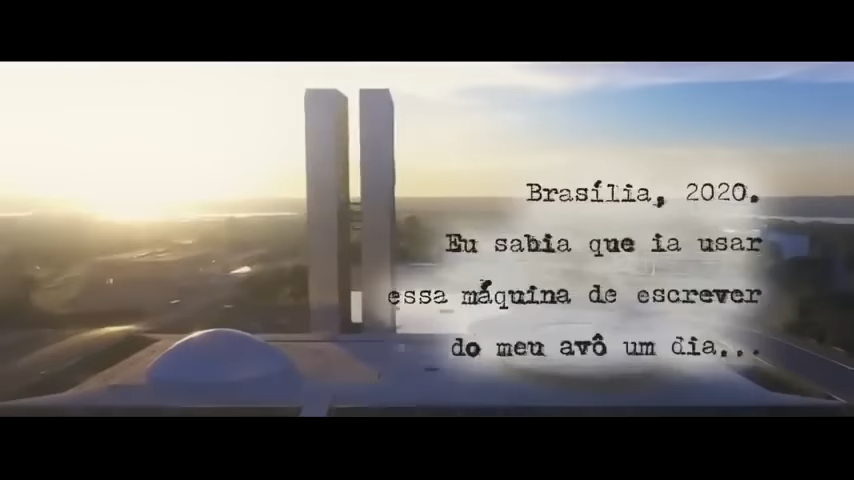 Brasília, 2020.
Eu sabia que ia usar
essa máquina de escrever
do meu avô um dia...